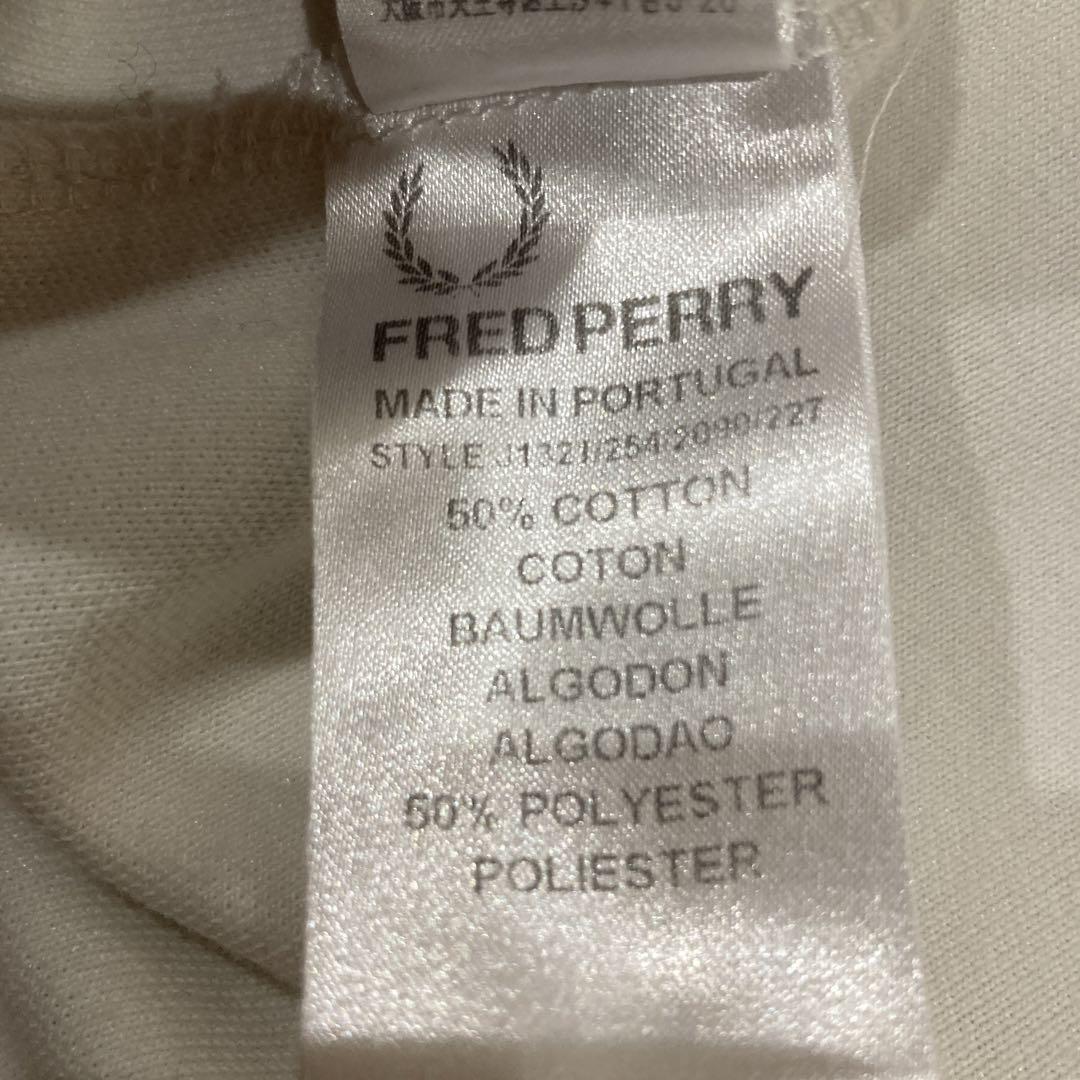 FRED PERRY
MADE IN PORTUGAL
STYLE J1321/254/2090/227
50% COTTON
COTON
BAUMWOLLE
ALGODON
ALGODAO
50% POLYESTER
POLIESTER